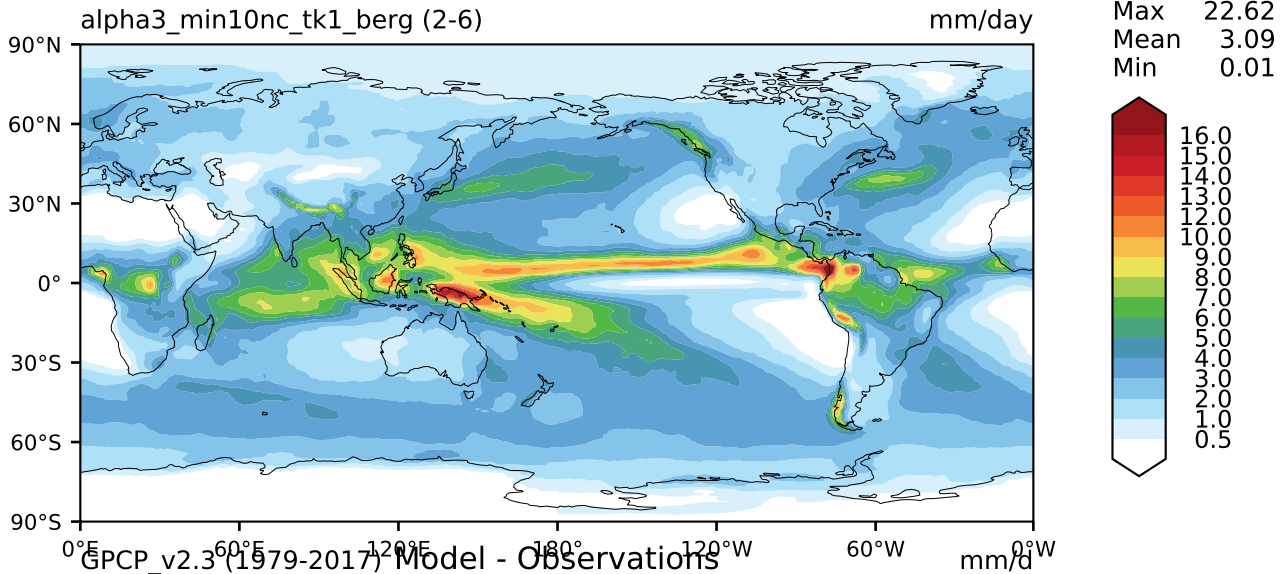 alpha3_min10nc_tk1_berg (2-6) mm/day
Max 22.62
Mean 3.09
Min 0.01
90°N
60°N
30°N
0°
30°S
60°S
90°S
0°E 60°E 120°E 180° 120°W 60°W 0°W
GPCP_v2.3 (1979-2017) Model - Observations mm/d
16.0
15.0
14.0
13.0
12.0
10.0
9.0
8.0
7.0
6.0
5.0
4.0
3.0
2.0
1.0
0.5